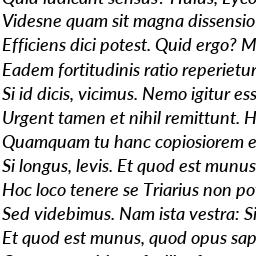 Quid iudicant sensus? Huius, Lyco
Videsne quam sit magna dissensio
Efficiens dici potest. Quid ergo? M
Eadem fortitudinis ratio reperietur
Si id dicis, vicimus. Nemo igitur ess
Urgent tamen et nihil remittunt. H
Quamquam tu hanc copiosiorem e
Si longus, levis. Et quod est munus
Hoc loco tenere se Triarius non po
Sed videbimus. Nam ista vestra: Si
Et quod est munus, quod opus sap